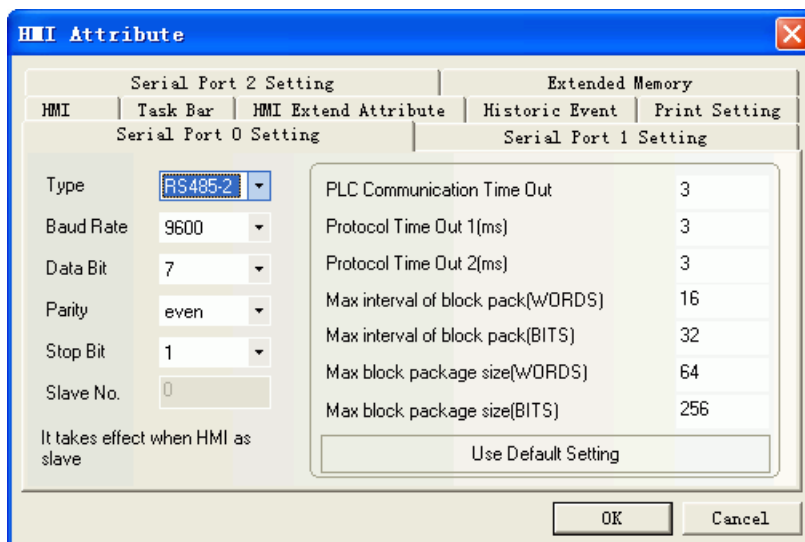 HMI Attribute
Serial Port 2 Setting Extended Memory
HMI Task Bar HMI Extend Attribute Historic Event Print Setting
Serial Port 0 Setting Serial Port 1 Setting
Type RS485-2
Baud Rate 9600
Data Bit 7
Parity even
Stop Bit 1
Slave No. 0
It takes effect when HMI as
slave
PLC Communication Time Out 3
Protocol Time Out 1(ms) 3
Protocol Time Out 2(ms) 3
Max interval of block pack(WORDS) 16
Max interval of block pack(BITS) 32
Max block package size(WORDS) 64
Max block package size(BITS) 256
Use Default Setting
OK Cancel